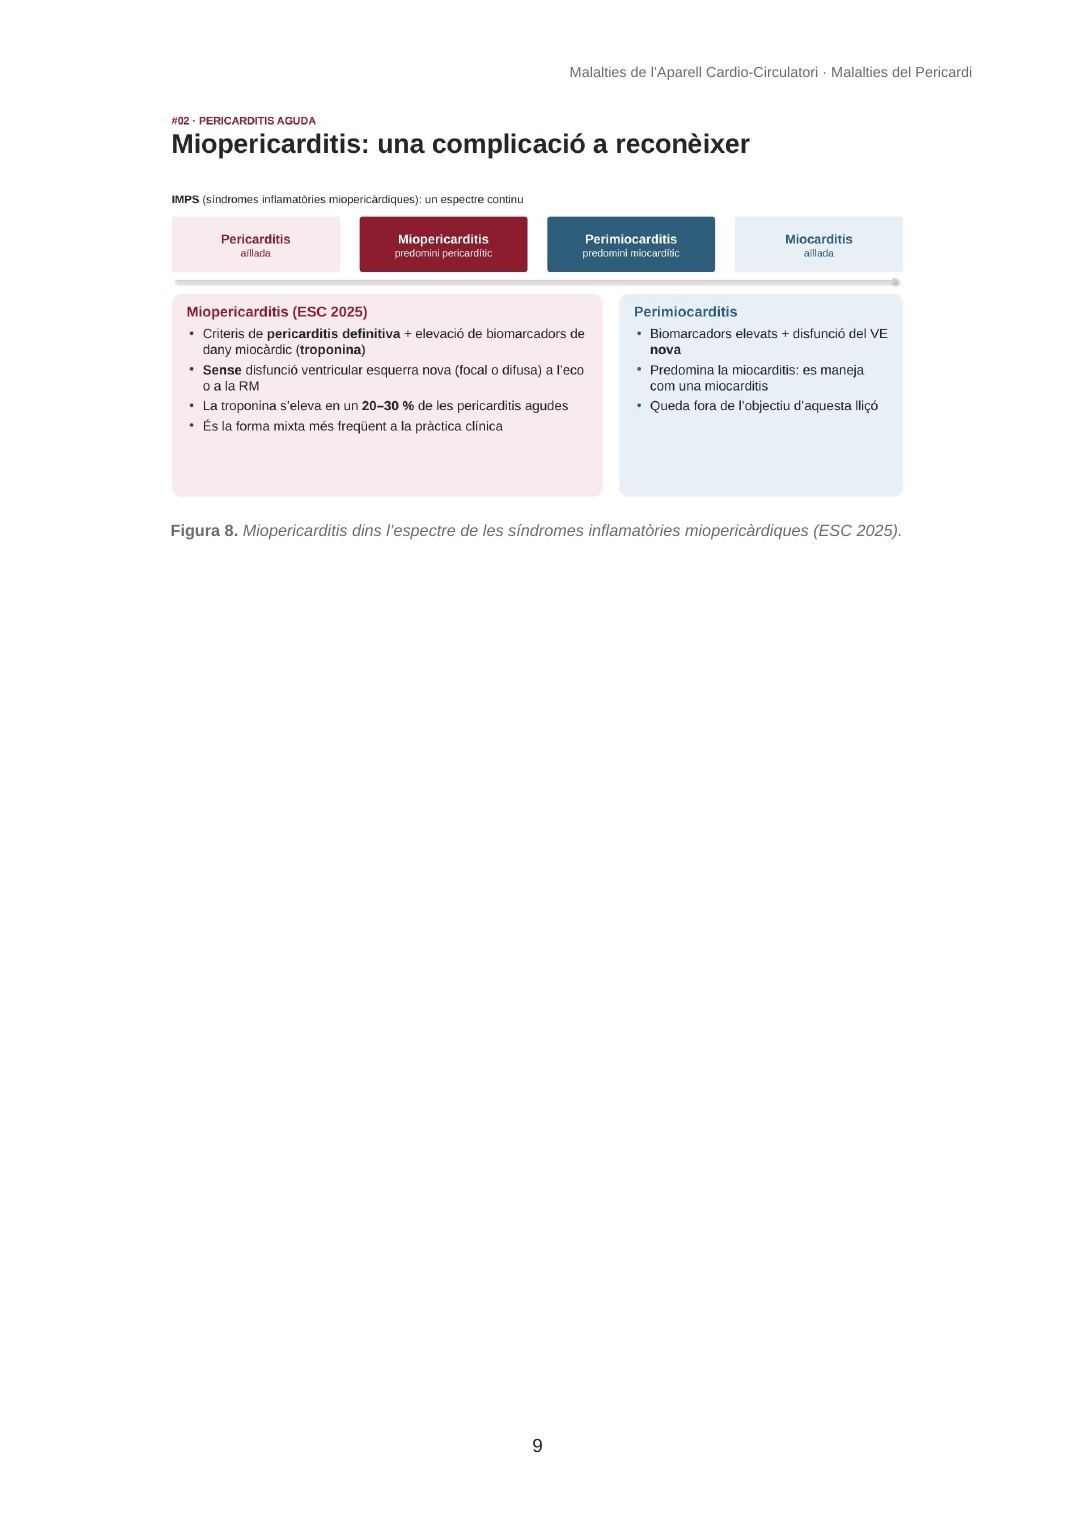 Malalties de l’Aparell Cardio-Circulatori · Malalties del Pericardi
#02 · PERICARDITIS AGUDA
Miopericarditis: una complicació a reconèixer
IMPS (síndromes inflamatòries miopericàrdiques): un espectre continu
Pericarditis
aïllada
Miopericarditis
predomini pericardític
Perimiocarditis
predomini miocardític
Miocarditis
aïllada
Miopericarditis (ESC 2025)
• Criteris de pericarditis definitiva + elevació de biomarcadors de
dany miocàrdic (troponina)
• Sense disfunció ventricular esquerra nova (focal o difusa) a l’eco
o a la RM
• La troponina s’eleva en un 20–30 % de les pericarditis agudes
• És la forma mixta més freqüent a la pràctica clínica
Perimiocarditis
• Biomarcadors elevats + disfunció del VE
nova
• Predomina la miocarditis: es maneja
com una miocarditis
• Queda fora de l’objectiu d’aquesta lliçó
Figura 8. Miopericarditis dins l’espectre de les síndromes inflamatòries miopericàrdiques (ESC 2025).
9